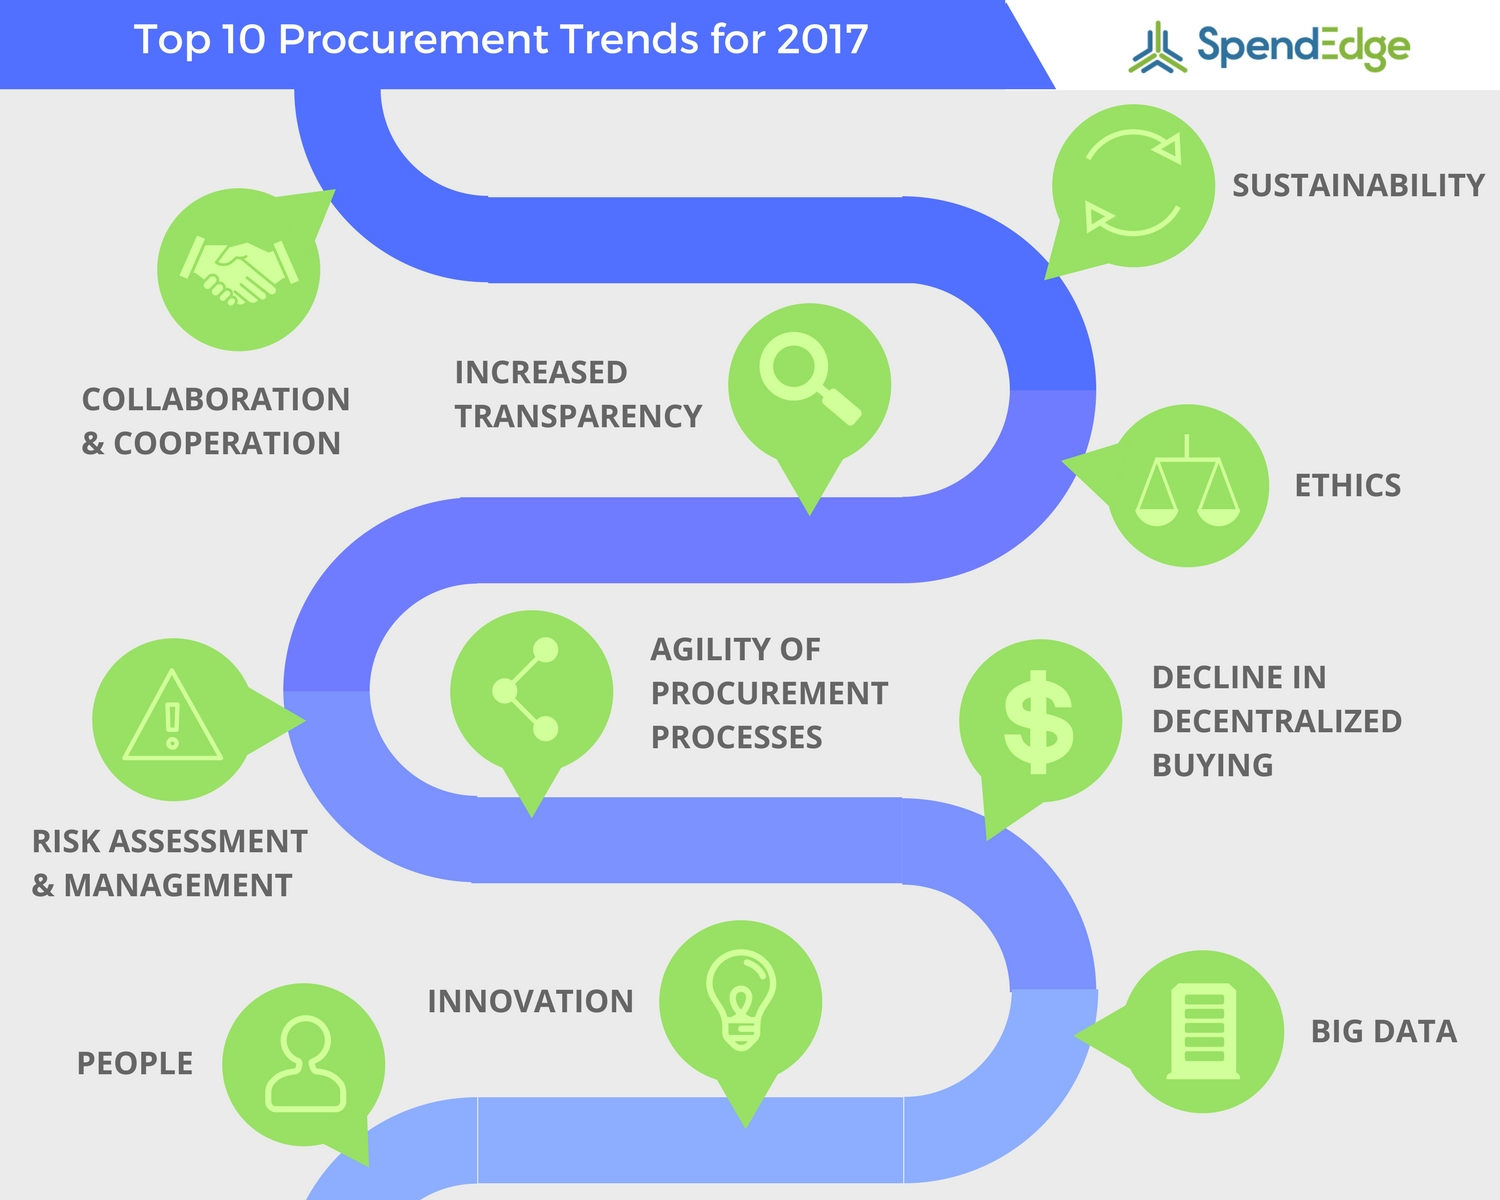 Top 10 Procurement Trends for 2017
SpendEdge
SUSTAINABILITY
COLLABORATION
& COOPERATION
INCREASED
TRANSPARENCY
ETHICS
AGILITY OF
PROCUREMENT
PROCESSES
DECLINE IN
DECENTRALIZED
BUYING
RISK ASSESSMENT
& MANAGEMENT
INNOVATION
BIG DATA
PEOPLE